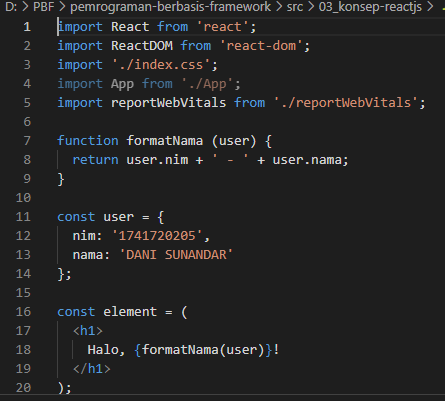 D: > PBF > pemrograman-berbasis-framework > src > 03_konsep-reactjs >
1 import React from 'react';
2 import ReactDOM from 'react-dom';
3 import './index.css';
4 import App from './App';
5 import reportWebVitals from './reportWebVitals';
6
7 function formatNama (user) {
8   return user.nim + ' - ' + user.nama;
9 }
10
11 const user = {
12   nim: '1741720205',
13   nama: 'DANI SUNANDAR'
14 };
15
16 const element = (
17   <h1>
18     Halo, {formatNama(user)}!
19   </h1>
20 );